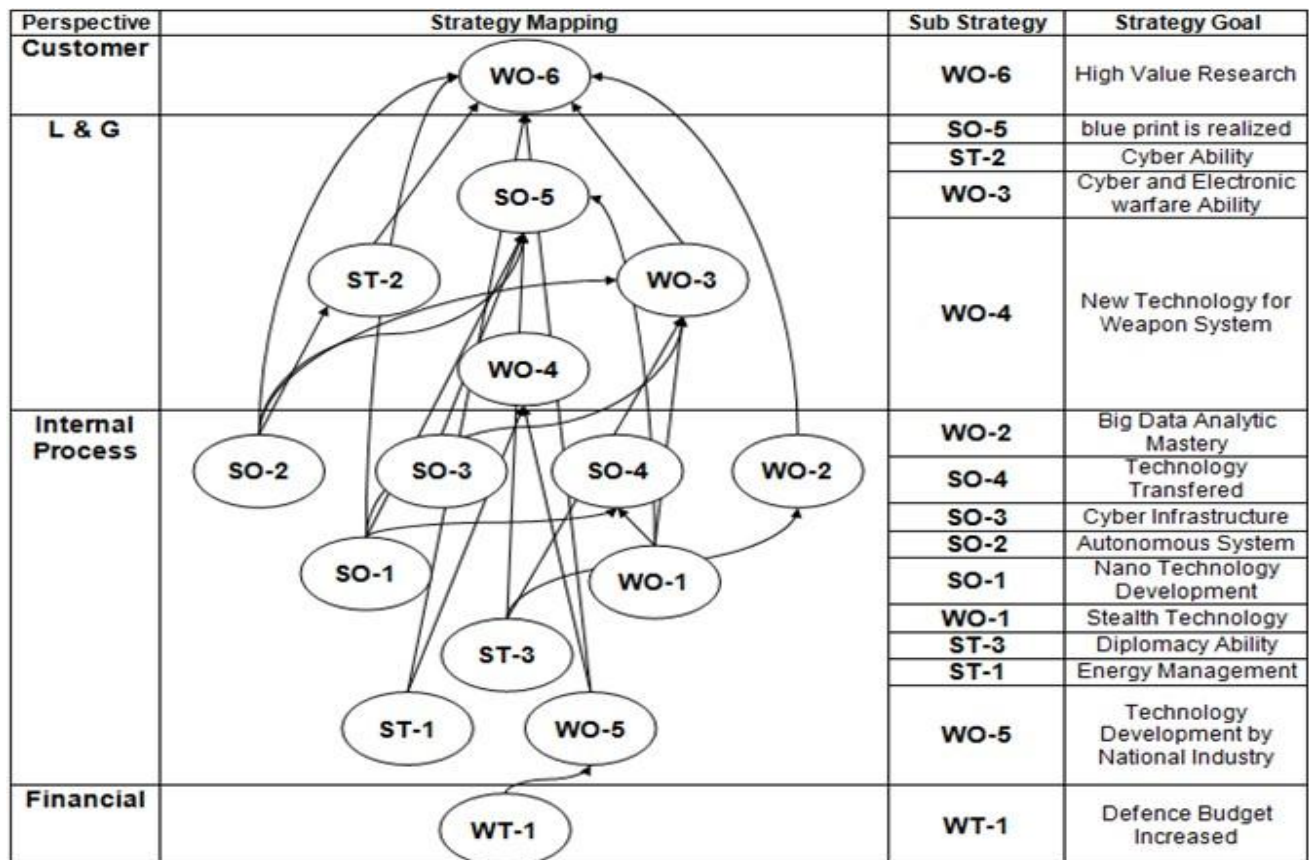 Perspective Strategy Mapping Sub Strategy Strategy Goal
Customer
WO-6
WO-6 High Value Research
L & G
SO-5
ST-2
WO-3
WO-4
SO-5 blue print is realized
ST-2 Cyber Ability
WO-3 Cyber and Electronic
warfare Ability
WO-4 New Technology for
Weapon System
Internal
Process
SO-2 SO-3 SO-4 WO-2
SO-1 WO-1
ST-3
ST-1 WO-5
WO-2 Big Data Analytic
Mastery
SO-4 Technology
Transfered
SO-3 Cyber Infrastructure
SO-2 Autonomous System
SO-1 Nano Technology
Development
WO-1 Stealth Technology
ST-3 Diplomacy Ability
ST-1 Energy Management
WO-5 Technology
Development by
National Industry
Financial
WT-1
WT-1 Defence Budget
Increased